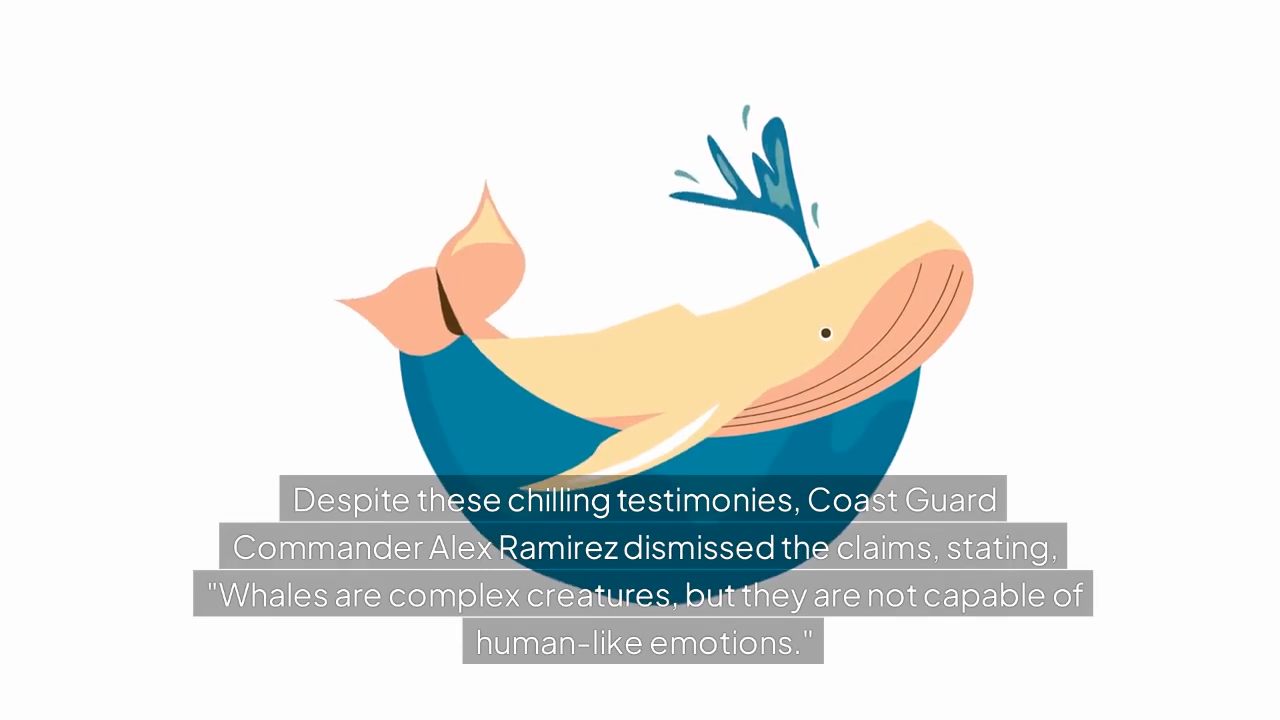 Despite these chilling testimonies, Coast Guard
Commander Alex Ramirez dismissed the claims, stating,
"Whales are complex creatures, but they are not capable of
human-like emotions."